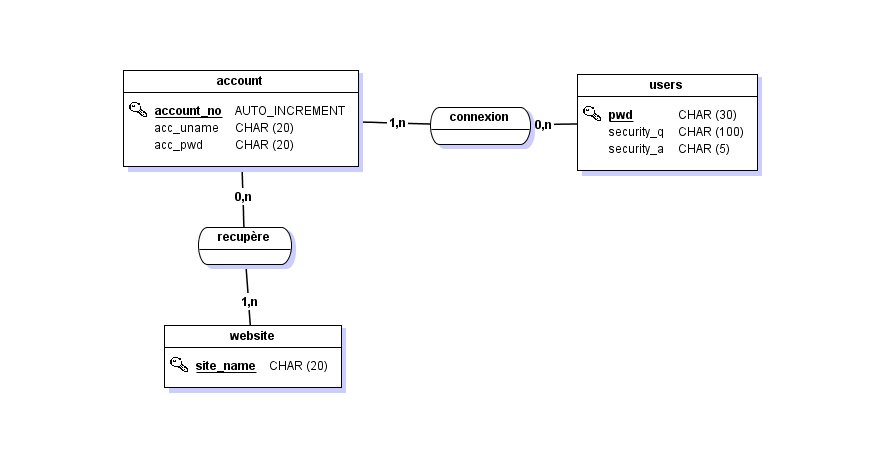 account
account_no AUTO_INCREMENT
acc_uname CHAR (20)
acc_pwd CHAR (20)
1,n
connexion
0,n
users
pwd CHAR (30)
security_q CHAR (100)
security_a CHAR (5)
0,n
recupère
1,n
website
site_name CHAR (20)